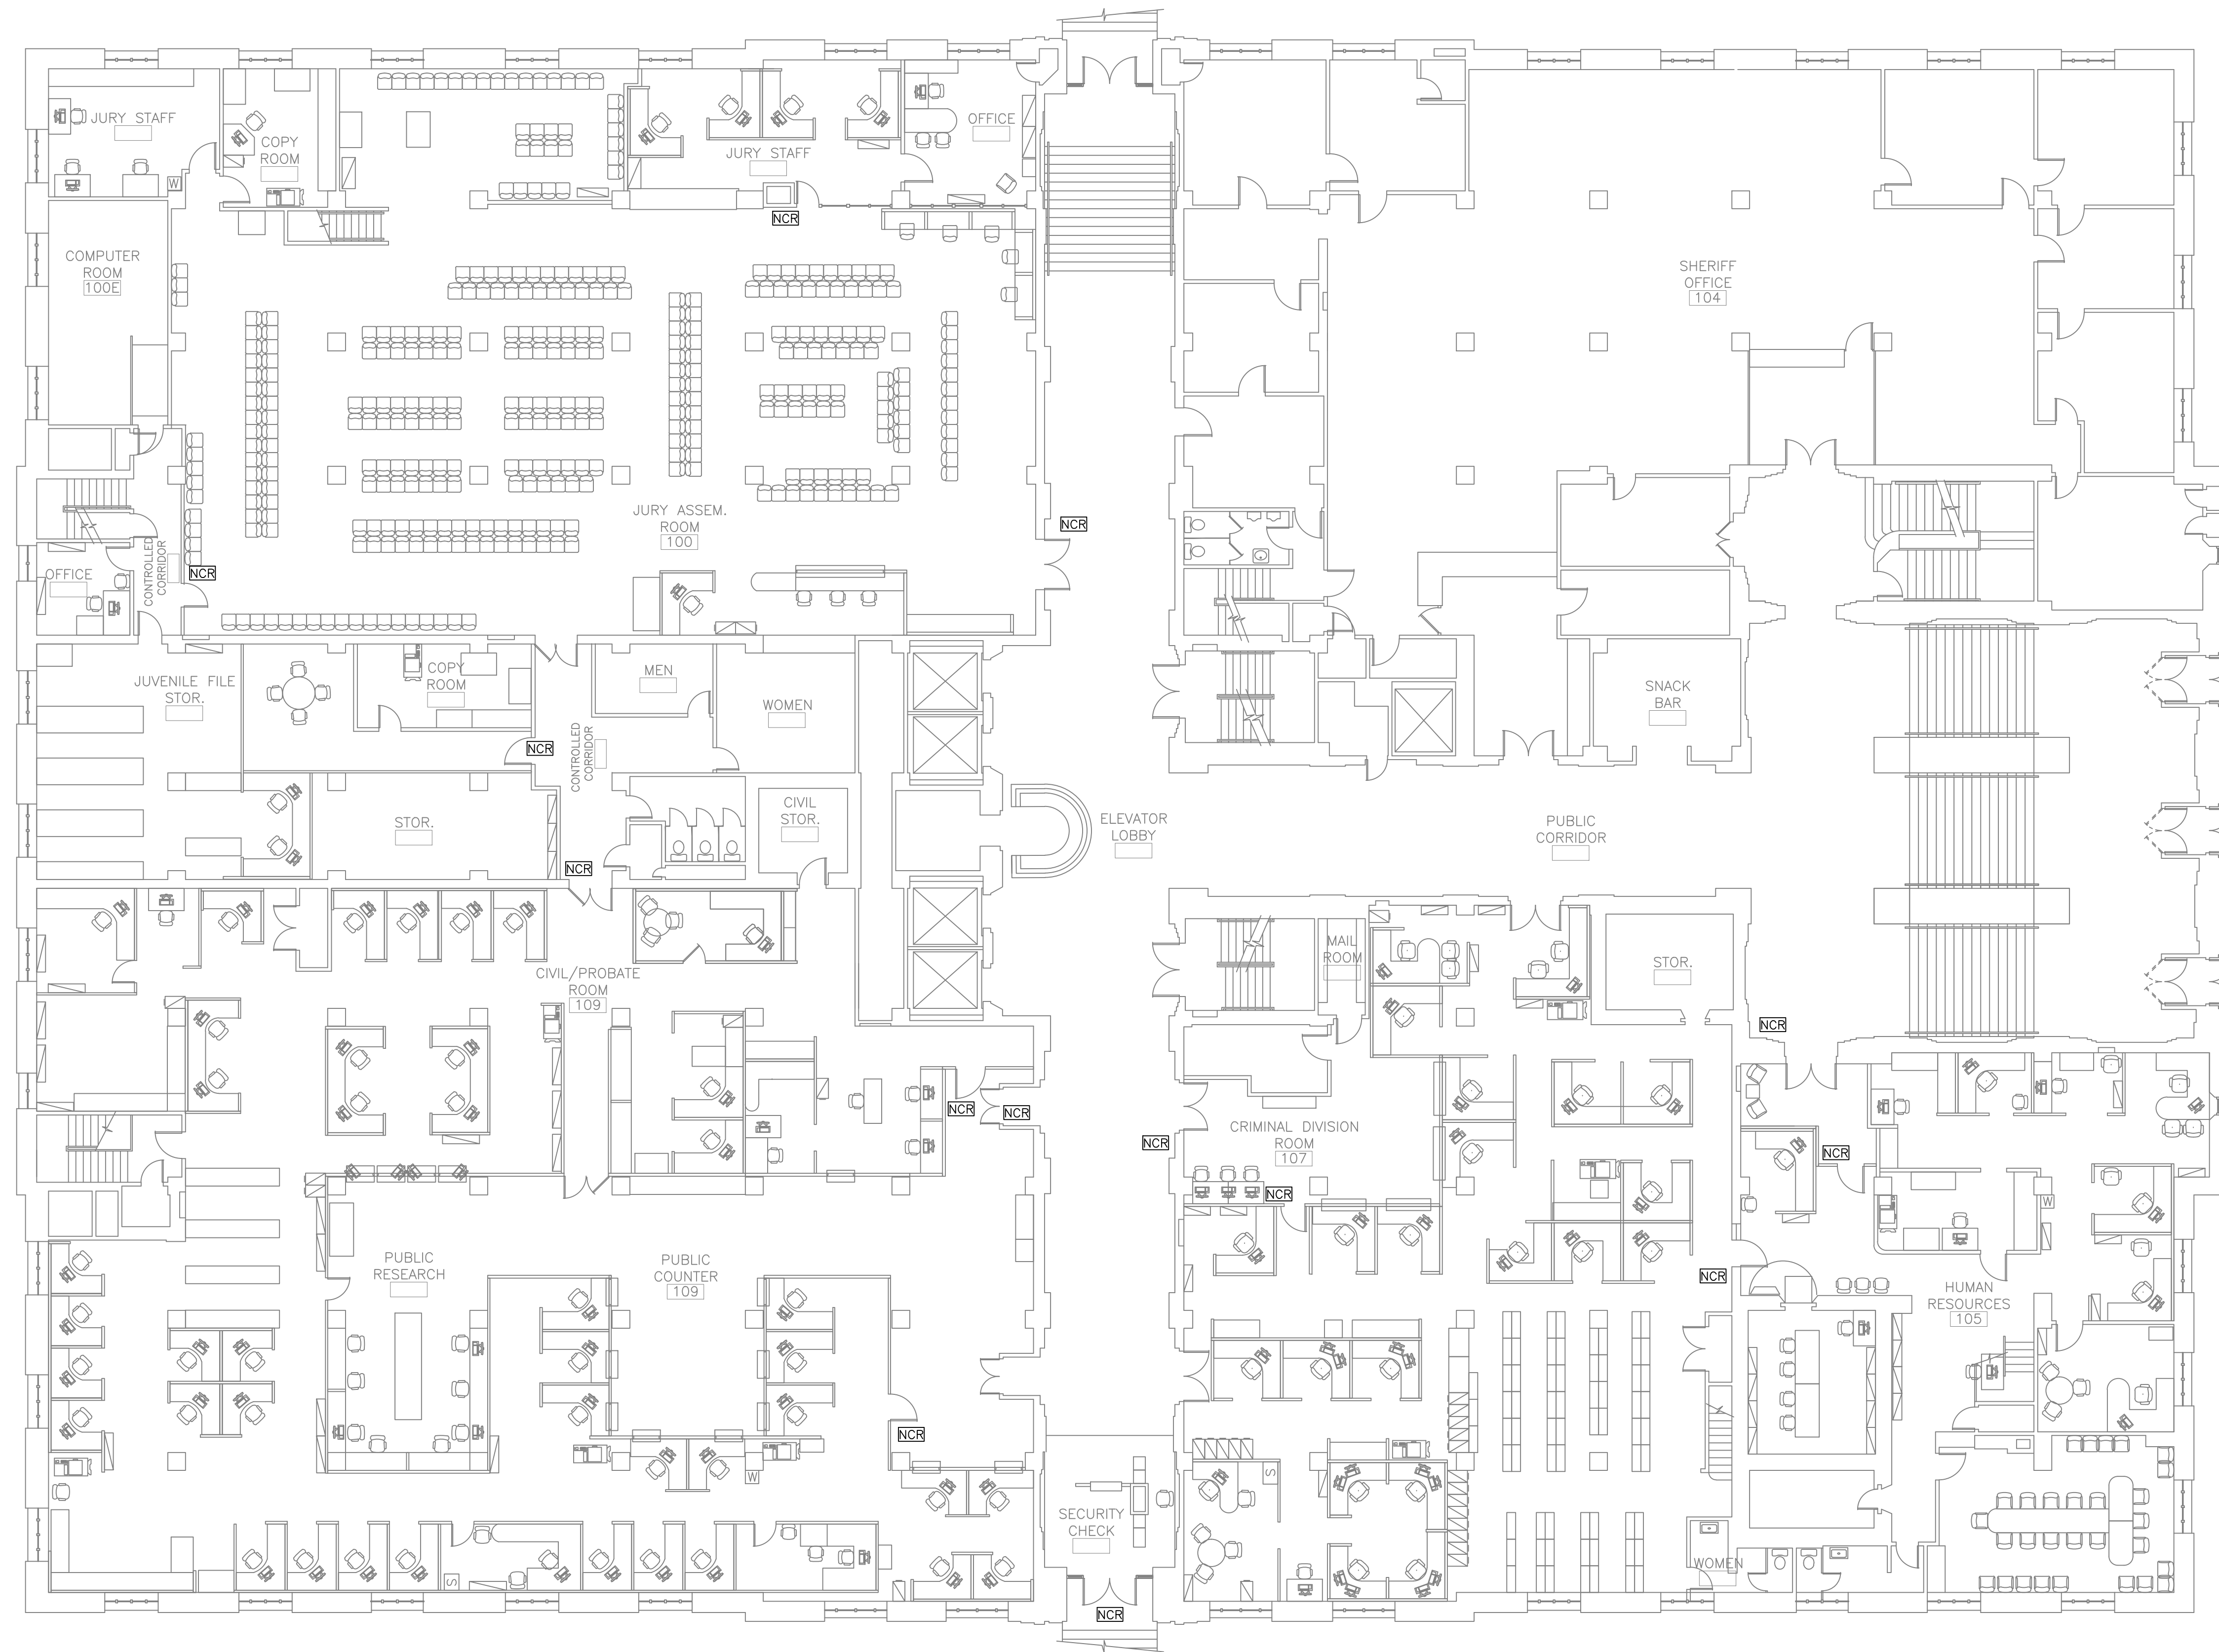 JURY STAFF
COPY
ROOM
JURY STAFF
OFFICE
NCR
COMPUTER
ROOM
100E
SHERIFF
OFFICE
104
W
JURY ASSEM.
ROOM
100
NCR
CONTROLLED
CORRIDOR
OFFICE
NCR
JUVENILE FILE
STOR.
COPY
ROOM
MEN
WOMEN
SNACK
BAR
NCR
CONTROLLED
CORRIDOR
STOR.
CIVIL
STOR.
ELEVATOR
LOBBY
PUBLIC
CORRIDOR
NCR
CIVIL/PROBATE
ROOM
109
MAIL
ROOM
STOR.
NCR
NCR
NCR
NCR
CRIMINAL DIVISION
ROOM
107
NCR
NCR
W
PUBLIC
RESEARCH
PUBLIC
COUNTER
109
NCR
HUMAN
RESOURCES
105
NCR
W
S
SECURITY
CHECK
WOMEN
S
NCR